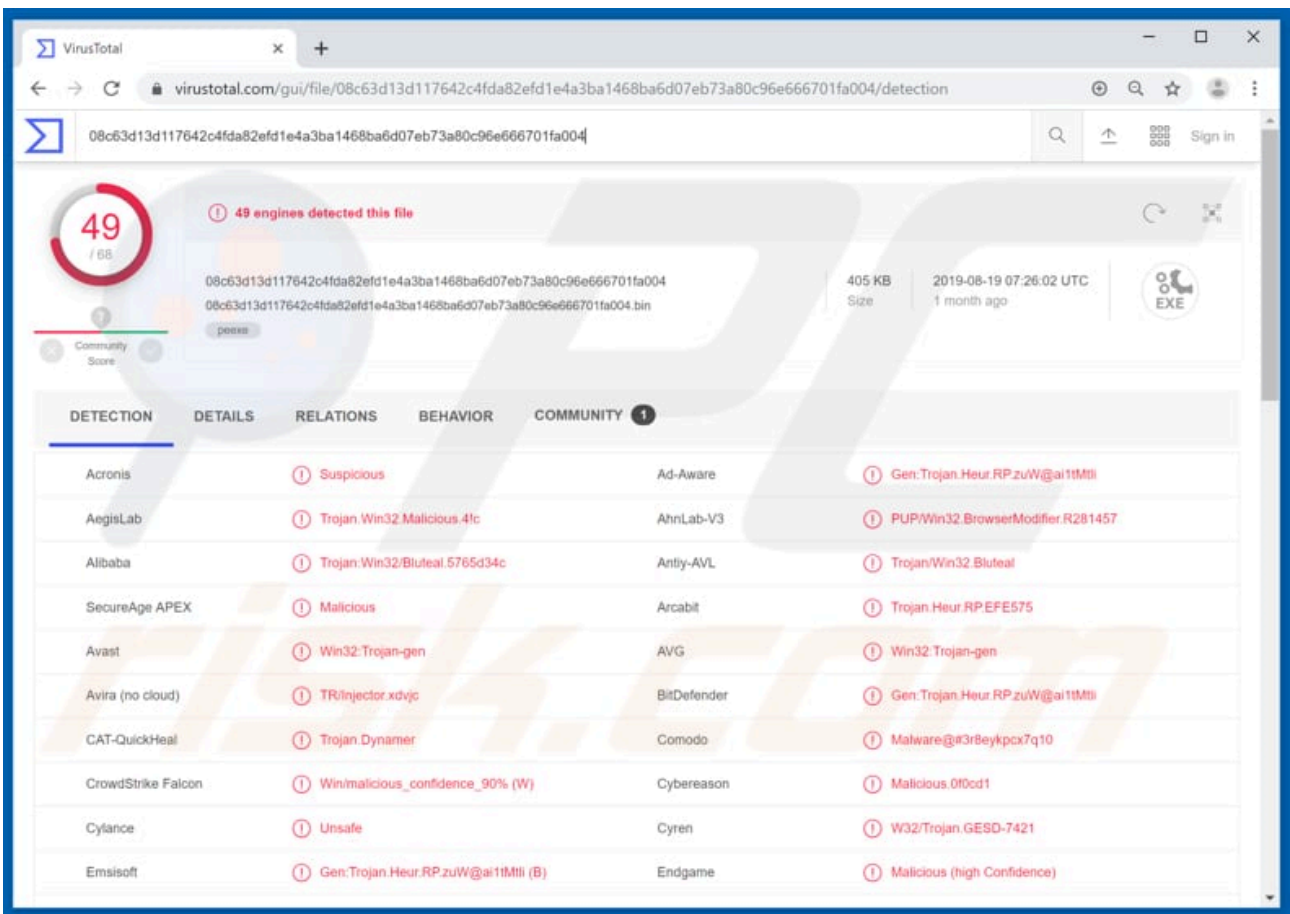 VirusTotal
virustotal.com/gui/file/08c63d13d117642c4fda82efd1e4a3ba1468ba6d07eb73a80c96e666701fa004/detection
08c63d13d117642c4fda82efd1e4a3ba1468ba6d07eb73a80c96e666701fa004
Sign in
49
/ 68
49 engines detected this file
08c63d13d117642c4fda82efd1e4a3ba1468ba6d07eb73a80c96e666701fa004
08c63d13d117642c4fda82efd1e4a3ba1468ba6d07eb73a80c96e666701fa004.bin
peexe
405 KB
Size
2019-08-19 07:26:02 UTC
1 month ago
EXE
Community
Score
DETECTION DETAILS RELATIONS BEHAVIOR COMMUNITY 1
Acronis Suspicious Ad-Aware Gen:Trojan.Heur.RP.zuW@ai1tMtli
AegisLab Trojan.Win32.Malicious.4!c AhnLab-V3 PUP/Win32.BrowserModifier.R281457
Alibaba Trojan:Win32/Bluteal.5765d34c Antiy-AVL Trojan/Win32.Bluteal
SecureAge APEX Malicious Arcabit Trojan.Heur.RP.EFE575
Avast Win32:Trojan-gen AVG Win32:Trojan-gen
Avira (no cloud) TR/Injector.xdvjc BitDefender Gen:Trojan.Heur.RP.zuW@ai1tMtli
CAT-QuickHeal Trojan.Dynamer Comodo Malware@#3r8eykpcx7q10
CrowdStrike Falcon Win/malicious_confidence_90% (W) Cybereason Malicious.0f0cd1
Cylance Unsafe Cyren W32/Trojan.GESD-7421
Emsisoft Gen:Trojan.Heur.RP.zuW@ai1tMtli (B) Endgame Malicious (high Confidence)
PC
risk.com